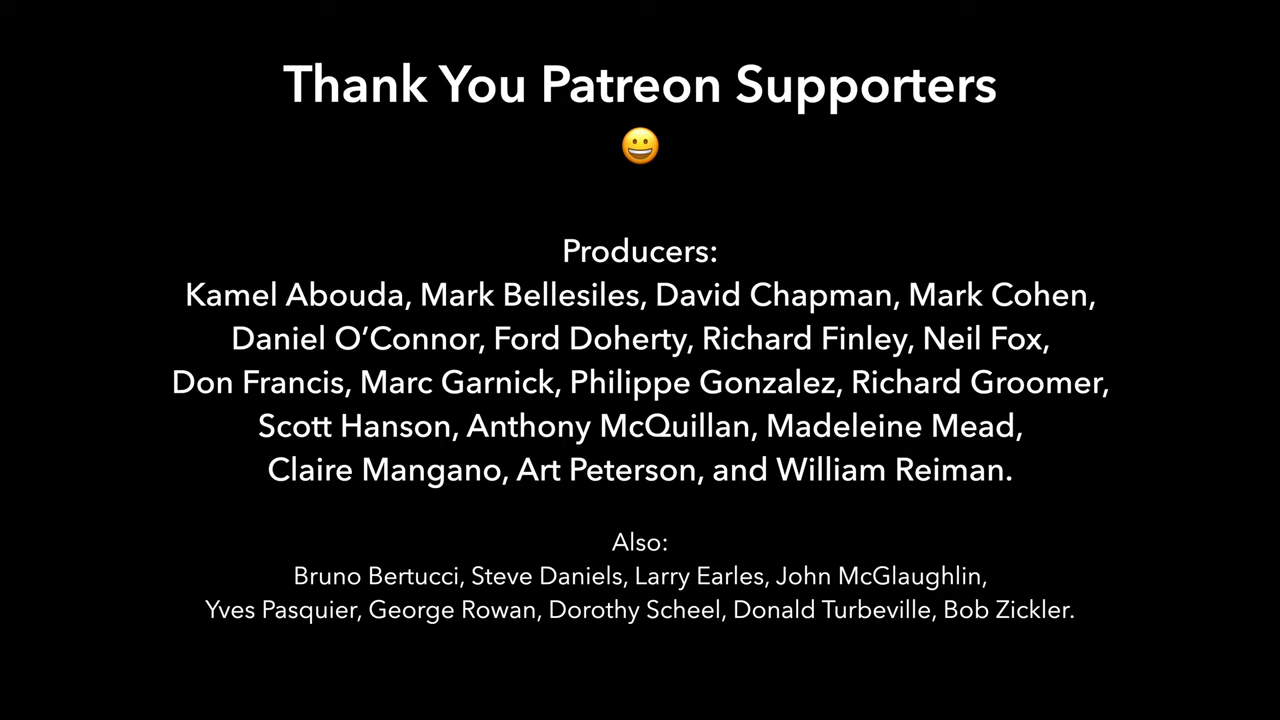 Thank You Patreon Supporters
😀
Producers:
Kamel Abouda, Mark Bellesiles, David Chapman, Mark Cohen,
Daniel O’Connor, Ford Doherty, Richard Finley, Neil Fox,
Don Francis, Marc Garnick, Philippe Gonzalez, Richard Groomer,
Scott Hanson, Anthony McQuillan, Madeleine Mead,
Claire Mangano, Art Peterson, and William Reiman.
Also:
Bruno Bertucci, Steve Daniels, Larry Earles, John McGlaughlin,
Yves Pasquier, George Rowan, Dorothy Scheel, Donald Turbeville, Bob Zickler.